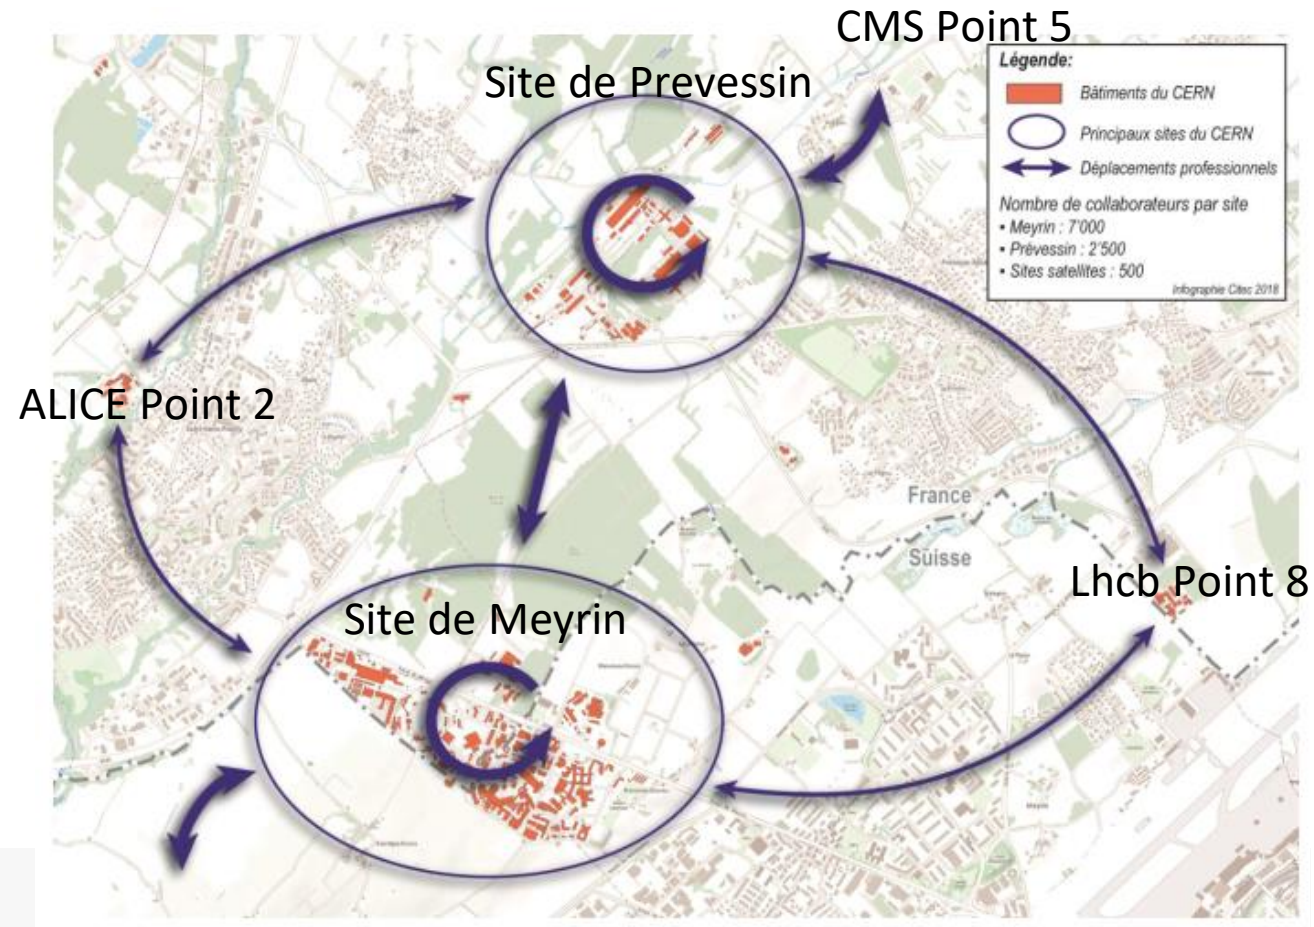 CMS Point 5
Site de Prevessin
Légende:
Bâtiments du CERN
Principaux sites du CERN
Déplacements professionnels
Nombre de collaborateurs par site
• Meyrin : 7'000
• Prévessin : 2'500
• Sites satellites : 500
Infographie Citec 2018
ALICE Point 2
France
Suisse
Lhcb Point 8
Site de Meyrin